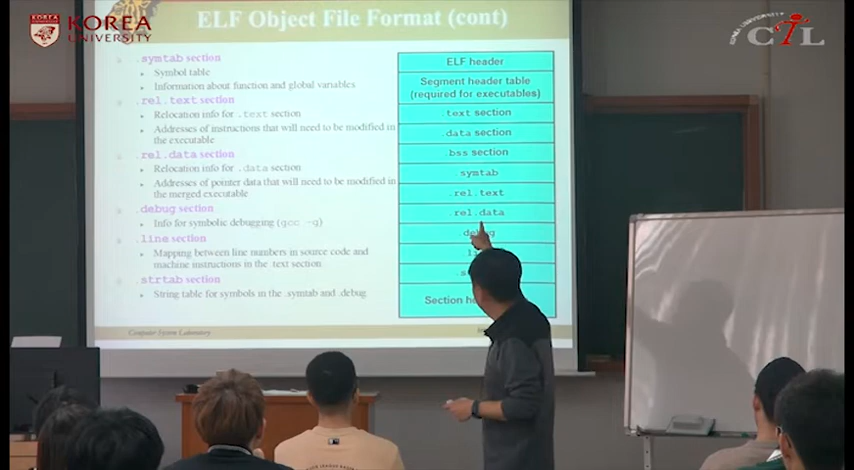 KOREA
UNIVERSITY
ELF Object File Format (cont)
KOREA UNIVERSITY
CIL
.symtab section
Symbol table
Information about function and global variables
.rel.text section
Relocation info for .text section
Addresses of instructions that will need to be modified in
the executable
.rel.data section
Relocation info for .data section
Addresses of pointer data that will need to be modified in
the merged executable
.debug section
Info for symbolic debugging (gcc -g)
.line section
Mapping between line numbers in source code and
machine instructions in the .text section
.strtab section
String table for symbols in the .symtab and .debug
Computer System Laboratory
ELF header
Segment header table
(required for executables)
.text section
.data section
.bss section
.symtab
.rel.text
.rel.data
Section